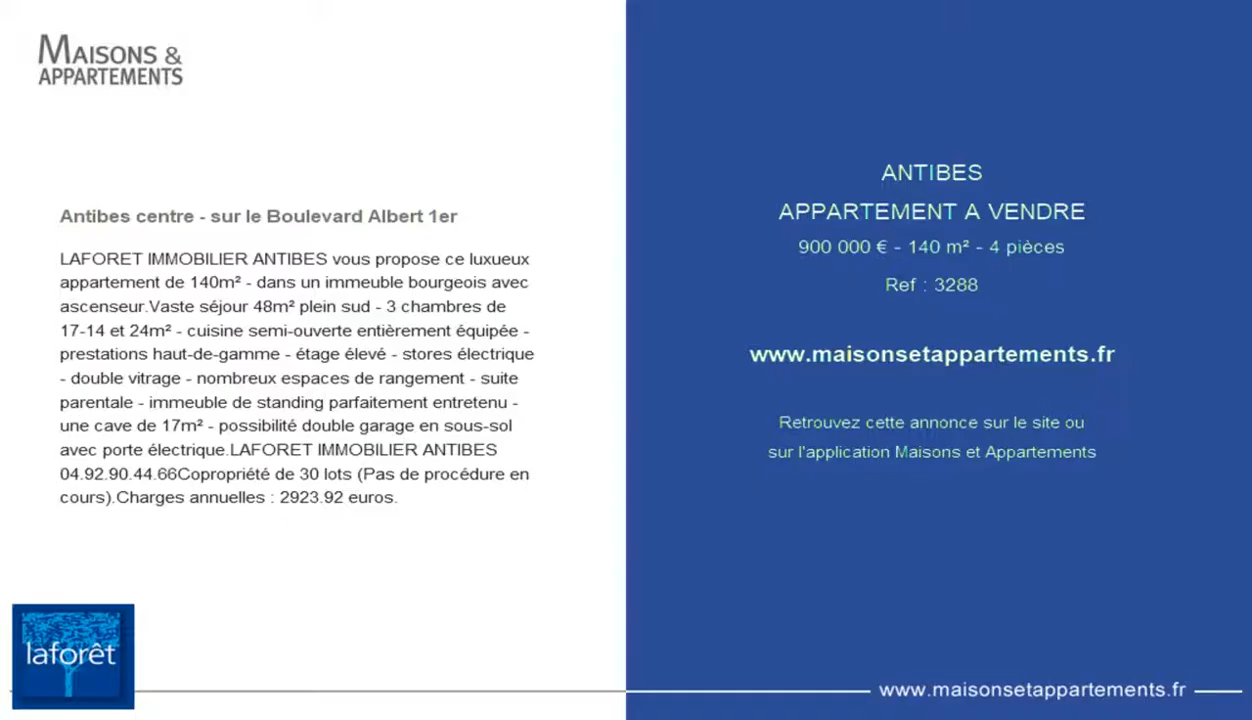 MAISONS &
APPARTEMENTS
Antibes centre - sur le Boulevard Albert 1er
LAFORET IMMOBILIER ANTIBES vous propose ce luxueux
appartement de 140m² - dans un immeuble bourgeois avec
ascenseur.Vaste séjour 48m² plein sud - 3 chambres de
17-14 et 24m² - cuisine semi-ouverte entièrement équipée -
prestations haut-de-gamme - étage élevé - stores électrique
- double vitrage - nombreux espaces de rangement - suite
parentale - immeuble de standing parfaitement entretenu -
une cave de 17m² - possibilité double garage en sous-sol
avec porte électrique.LAFORET IMMOBILIER ANTIBES
04.92.90.44.66Copropriété de 30 lots (Pas de procédure en
cours).Charges annuelles : 2923.92 euros.
laforêt
ANTIBES
APPARTEMENT A VENDRE
900 000 € - 140 m² - 4 pièces
Ref : 3288
www.maisonsetappartements.fr
Retrouvez cette annonce sur le site ou
sur l'application Maisons et Appartements
www.maisonsetappartements.fr